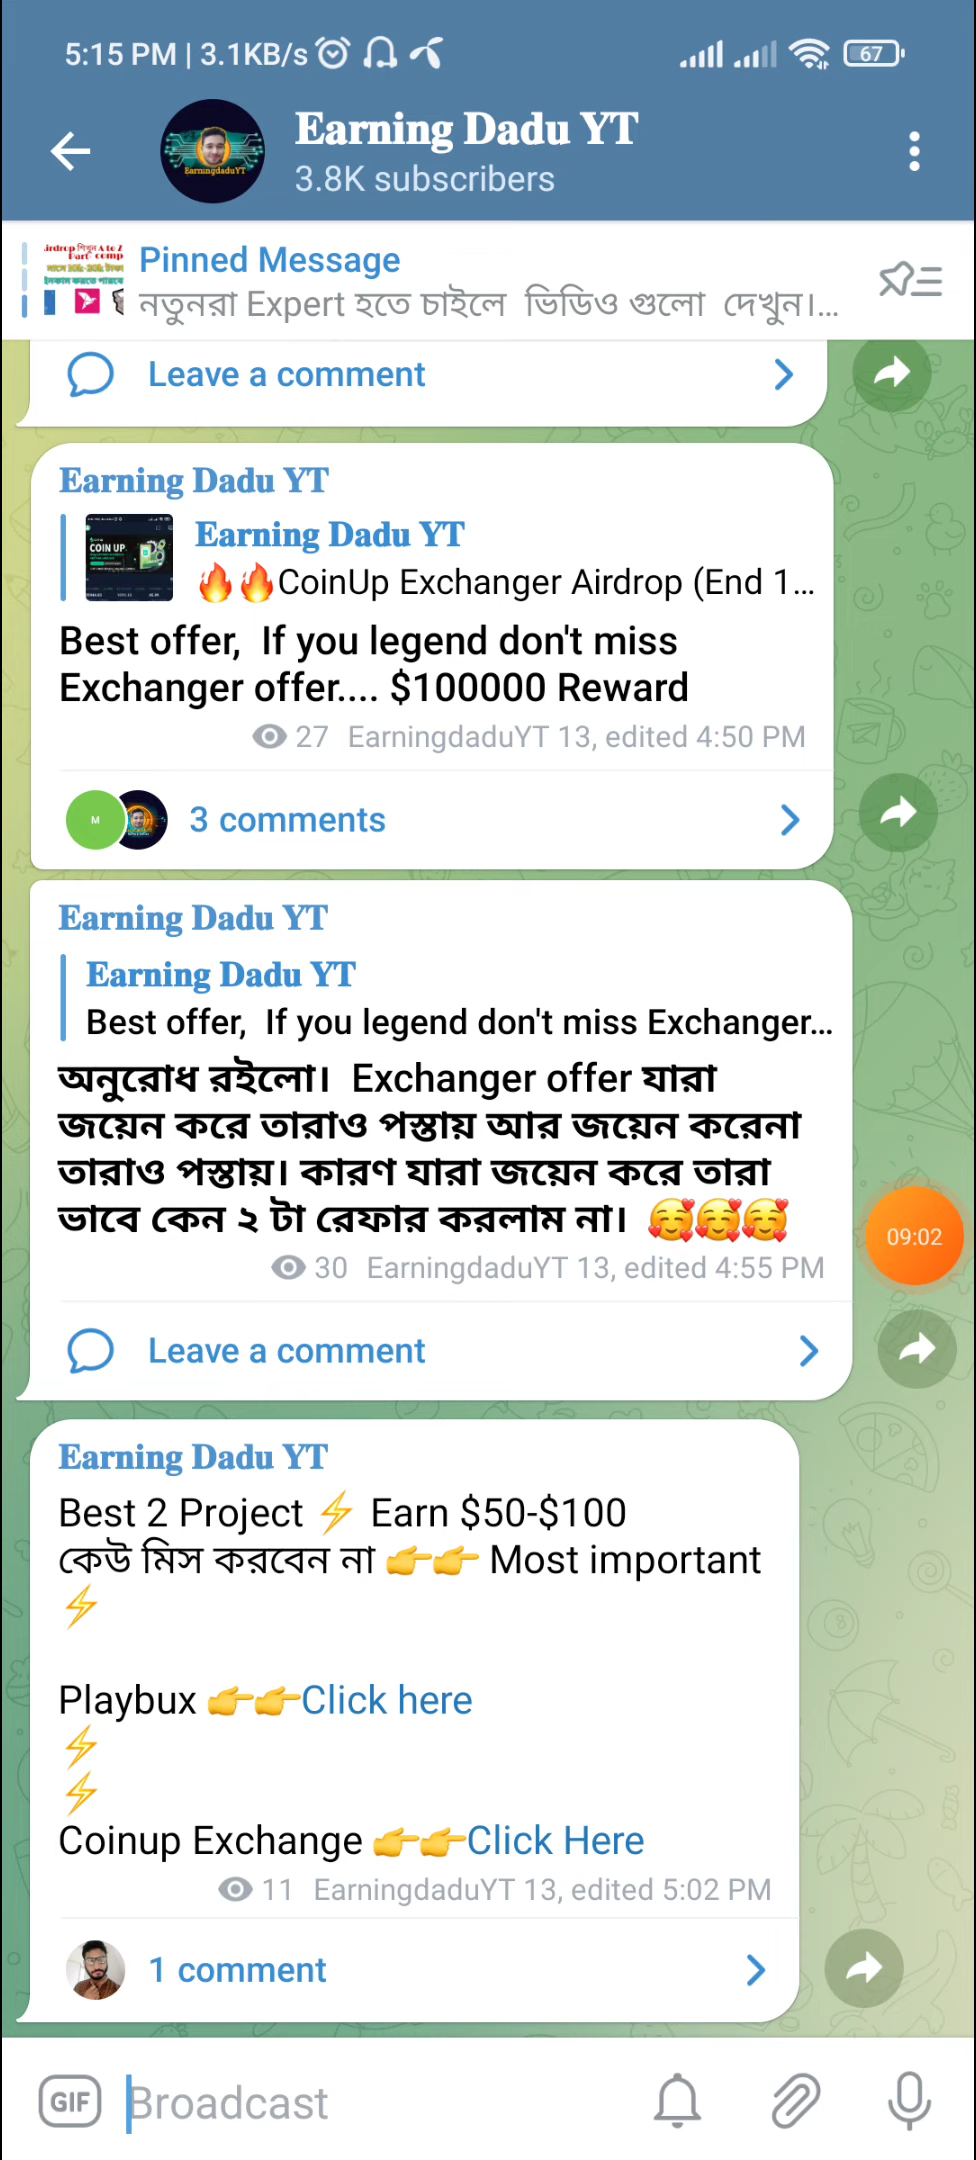 5:15 PM | 3.1KB/s
67
Earning Dadu YT
3.8K subscribers
EarningdaduYT
Pinned Message
নতুনরা Expert হতে চাইলে ভিডিও গুলো দেখুন।...
Leave a comment
Earning Dadu YT
Earning Dadu YT
COIN UP
🔥🔥CoinUp Exchanger Airdrop (End 1...
Best offer, If you legend don't miss
Exchanger offer.... $100000 Reward
27 EarningdaduYT 13, edited 4:50 PM
M
3 comments
Earning Dadu YT
Earning Dadu YT
Best offer, If you legend don't miss Exchanger...
অনুরোধ রইলো। Exchanger offer যারা
জয়েন করে তারাও পস্তায় আর জয়েন করেনা
তারাও পস্তায়। কারণ যারা জয়েন করে তারা
ভাবে কেন ২ টা রেফার করলাম না। 🥰🥰🥰
09:02
30 EarningdaduYT 13, edited 4:55 PM
Leave a comment
Earning Dadu YT
Best 2 Project ⚡ Earn $50-$100
কেউ মিস করবেন না 👉👉 Most important
⚡
Playbux 👉👉Click here
⚡
⚡
Coinup Exchange 👉👉Click Here
11 EarningdaduYT 13, edited 5:02 PM
1 comment
GIF
Broadcast